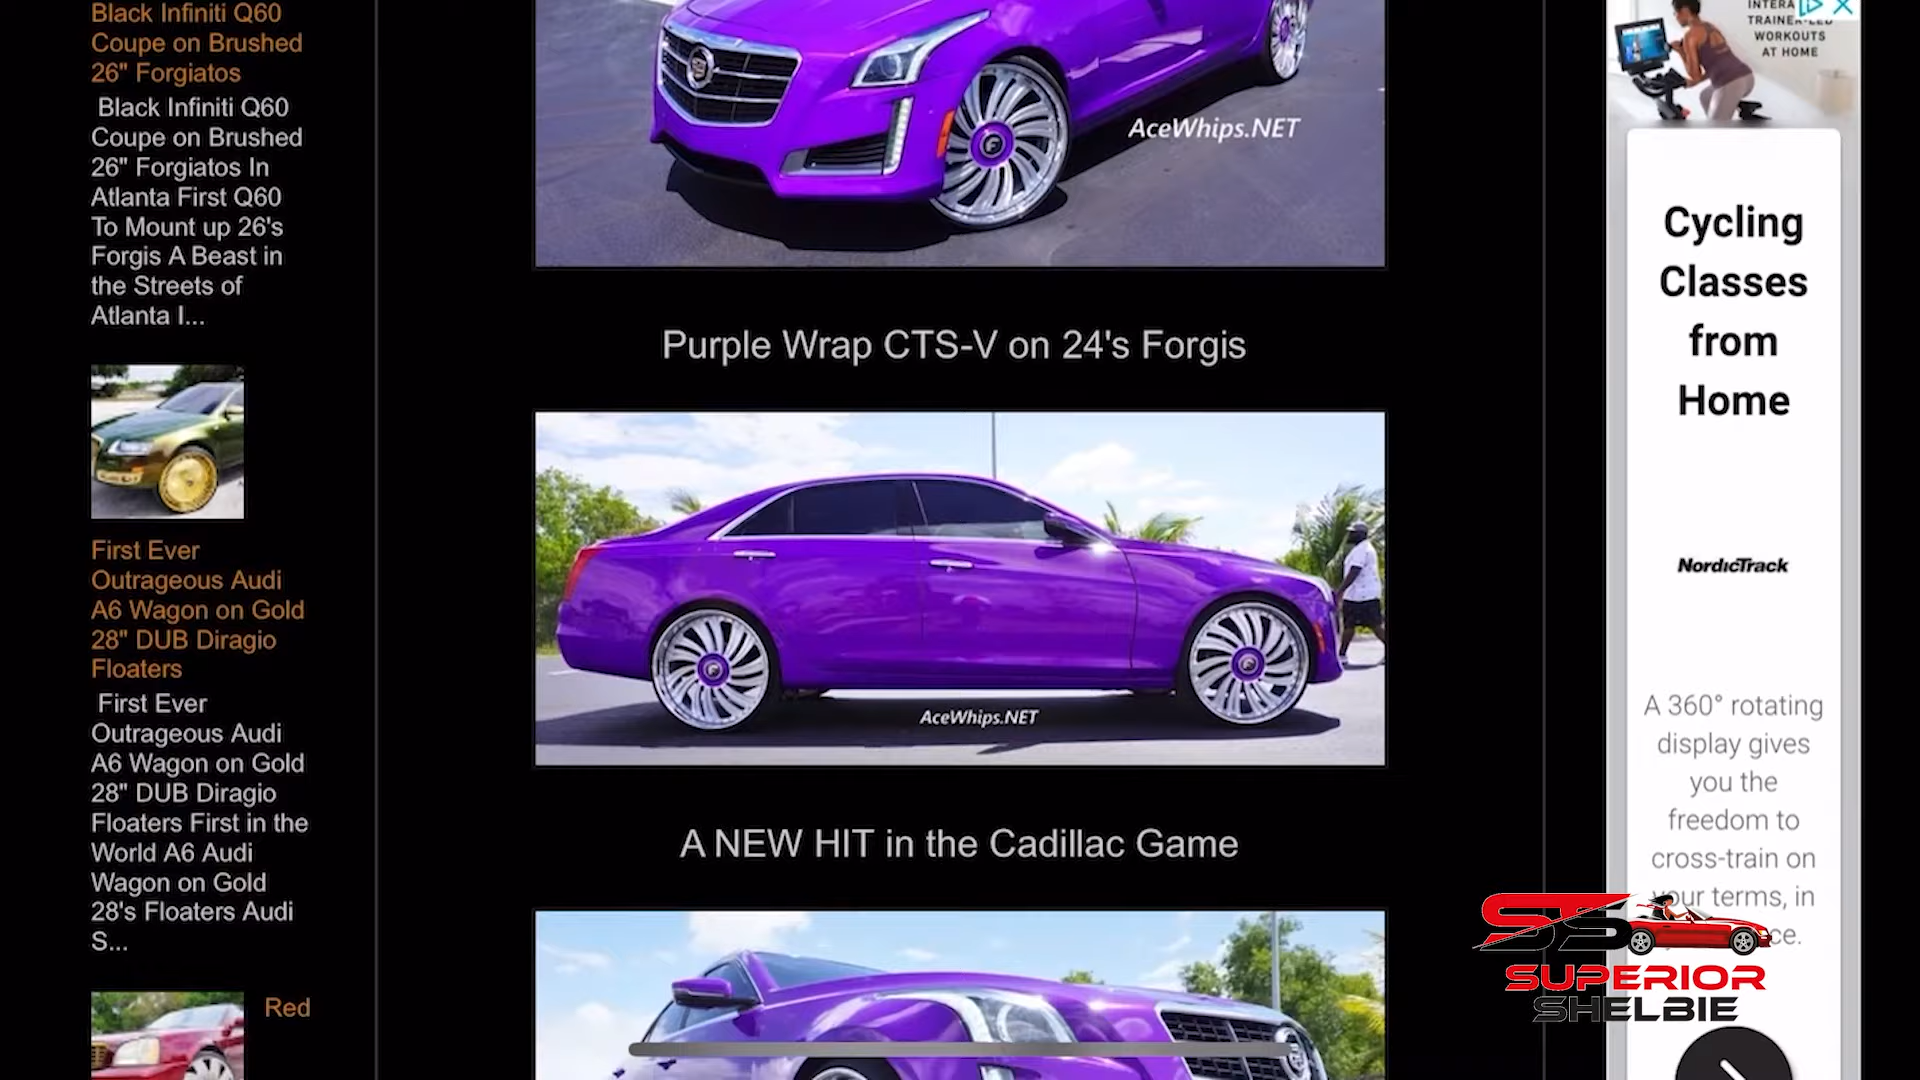 Black Infiniti Q60
Coupe on Brushed
26" Forgiatos
Black Infiniti Q60
Coupe on Brushed
26" Forgiatos In
Atlanta First Q60
To Mount up 26's
Forgis A Beast in
the Streets of
Atlanta I...
First Ever
Outrageous Audi
A6 Wagon on Gold
28" DUB Diragio
Floaters
First Ever
Outrageous Audi
A6 Wagon on Gold
28" DUB Diragio
Floaters First in the
World A6 Audi
Wagon on Gold
28's Floaters Audi
S...
Red
AceWhips.NET
Purple Wrap CTS-V on 24's Forgis
AceWhips.NET
A NEW HIT in the Cadillac Game
TRAINER-LED
WORKOUTS
AT HOME
Cycling
Classes
from
Home
NordicTrack
A 360° rotating
display gives
you the
freedom to
cross-train on
your terms, in
ce.
SS
SUPERIOR
SHELBIE